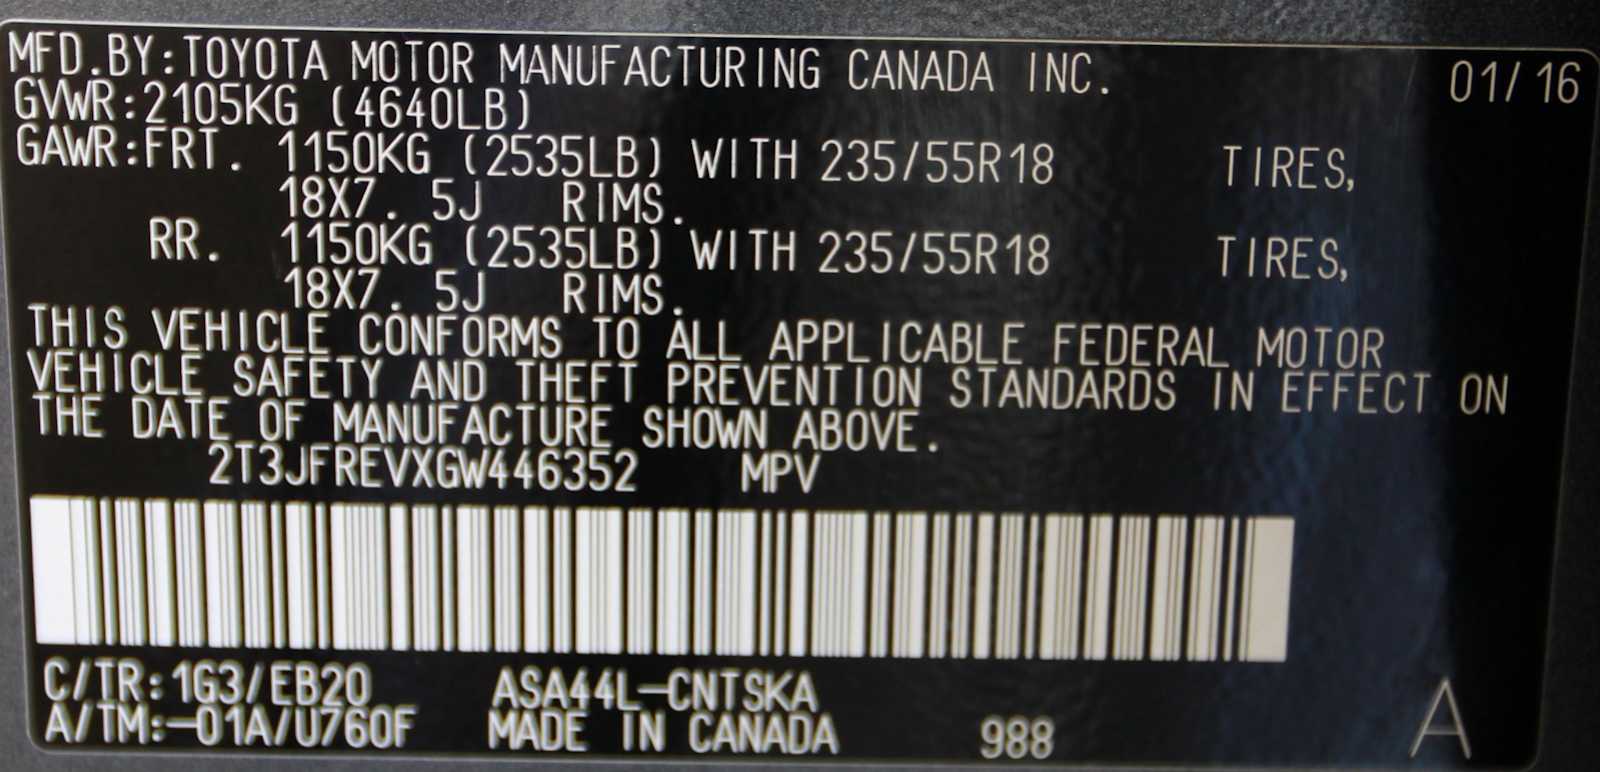 MFD.BY:TOYOTA MOTOR MANUFACTURING CANADA INC. 01/16
GVWR:2105KG (4640LB)
GAWR:FRT. 1150KG (2535LB) WITH 235/55R18 TIRES,
18X7.5J RIMS.
RR. 1150KG (2535LB) WITH 235/55R18 TIRES,
18X7.5J RIMS.
THIS VEHICLE CONFORMS TO ALL APPLICABLE FEDERAL MOTOR
VEHICLE SAFETY AND THEFT PREVENTION STANDARDS IN EFFECT ON
THE DATE OF MANUFACTURE SHOWN ABOVE.
2T3JFREVXGW446352 MPV
C/TR:1G3/EB20 ASA44L-CNTSKA
A/TM:-01A/U760F MADE IN CANADA 988 A